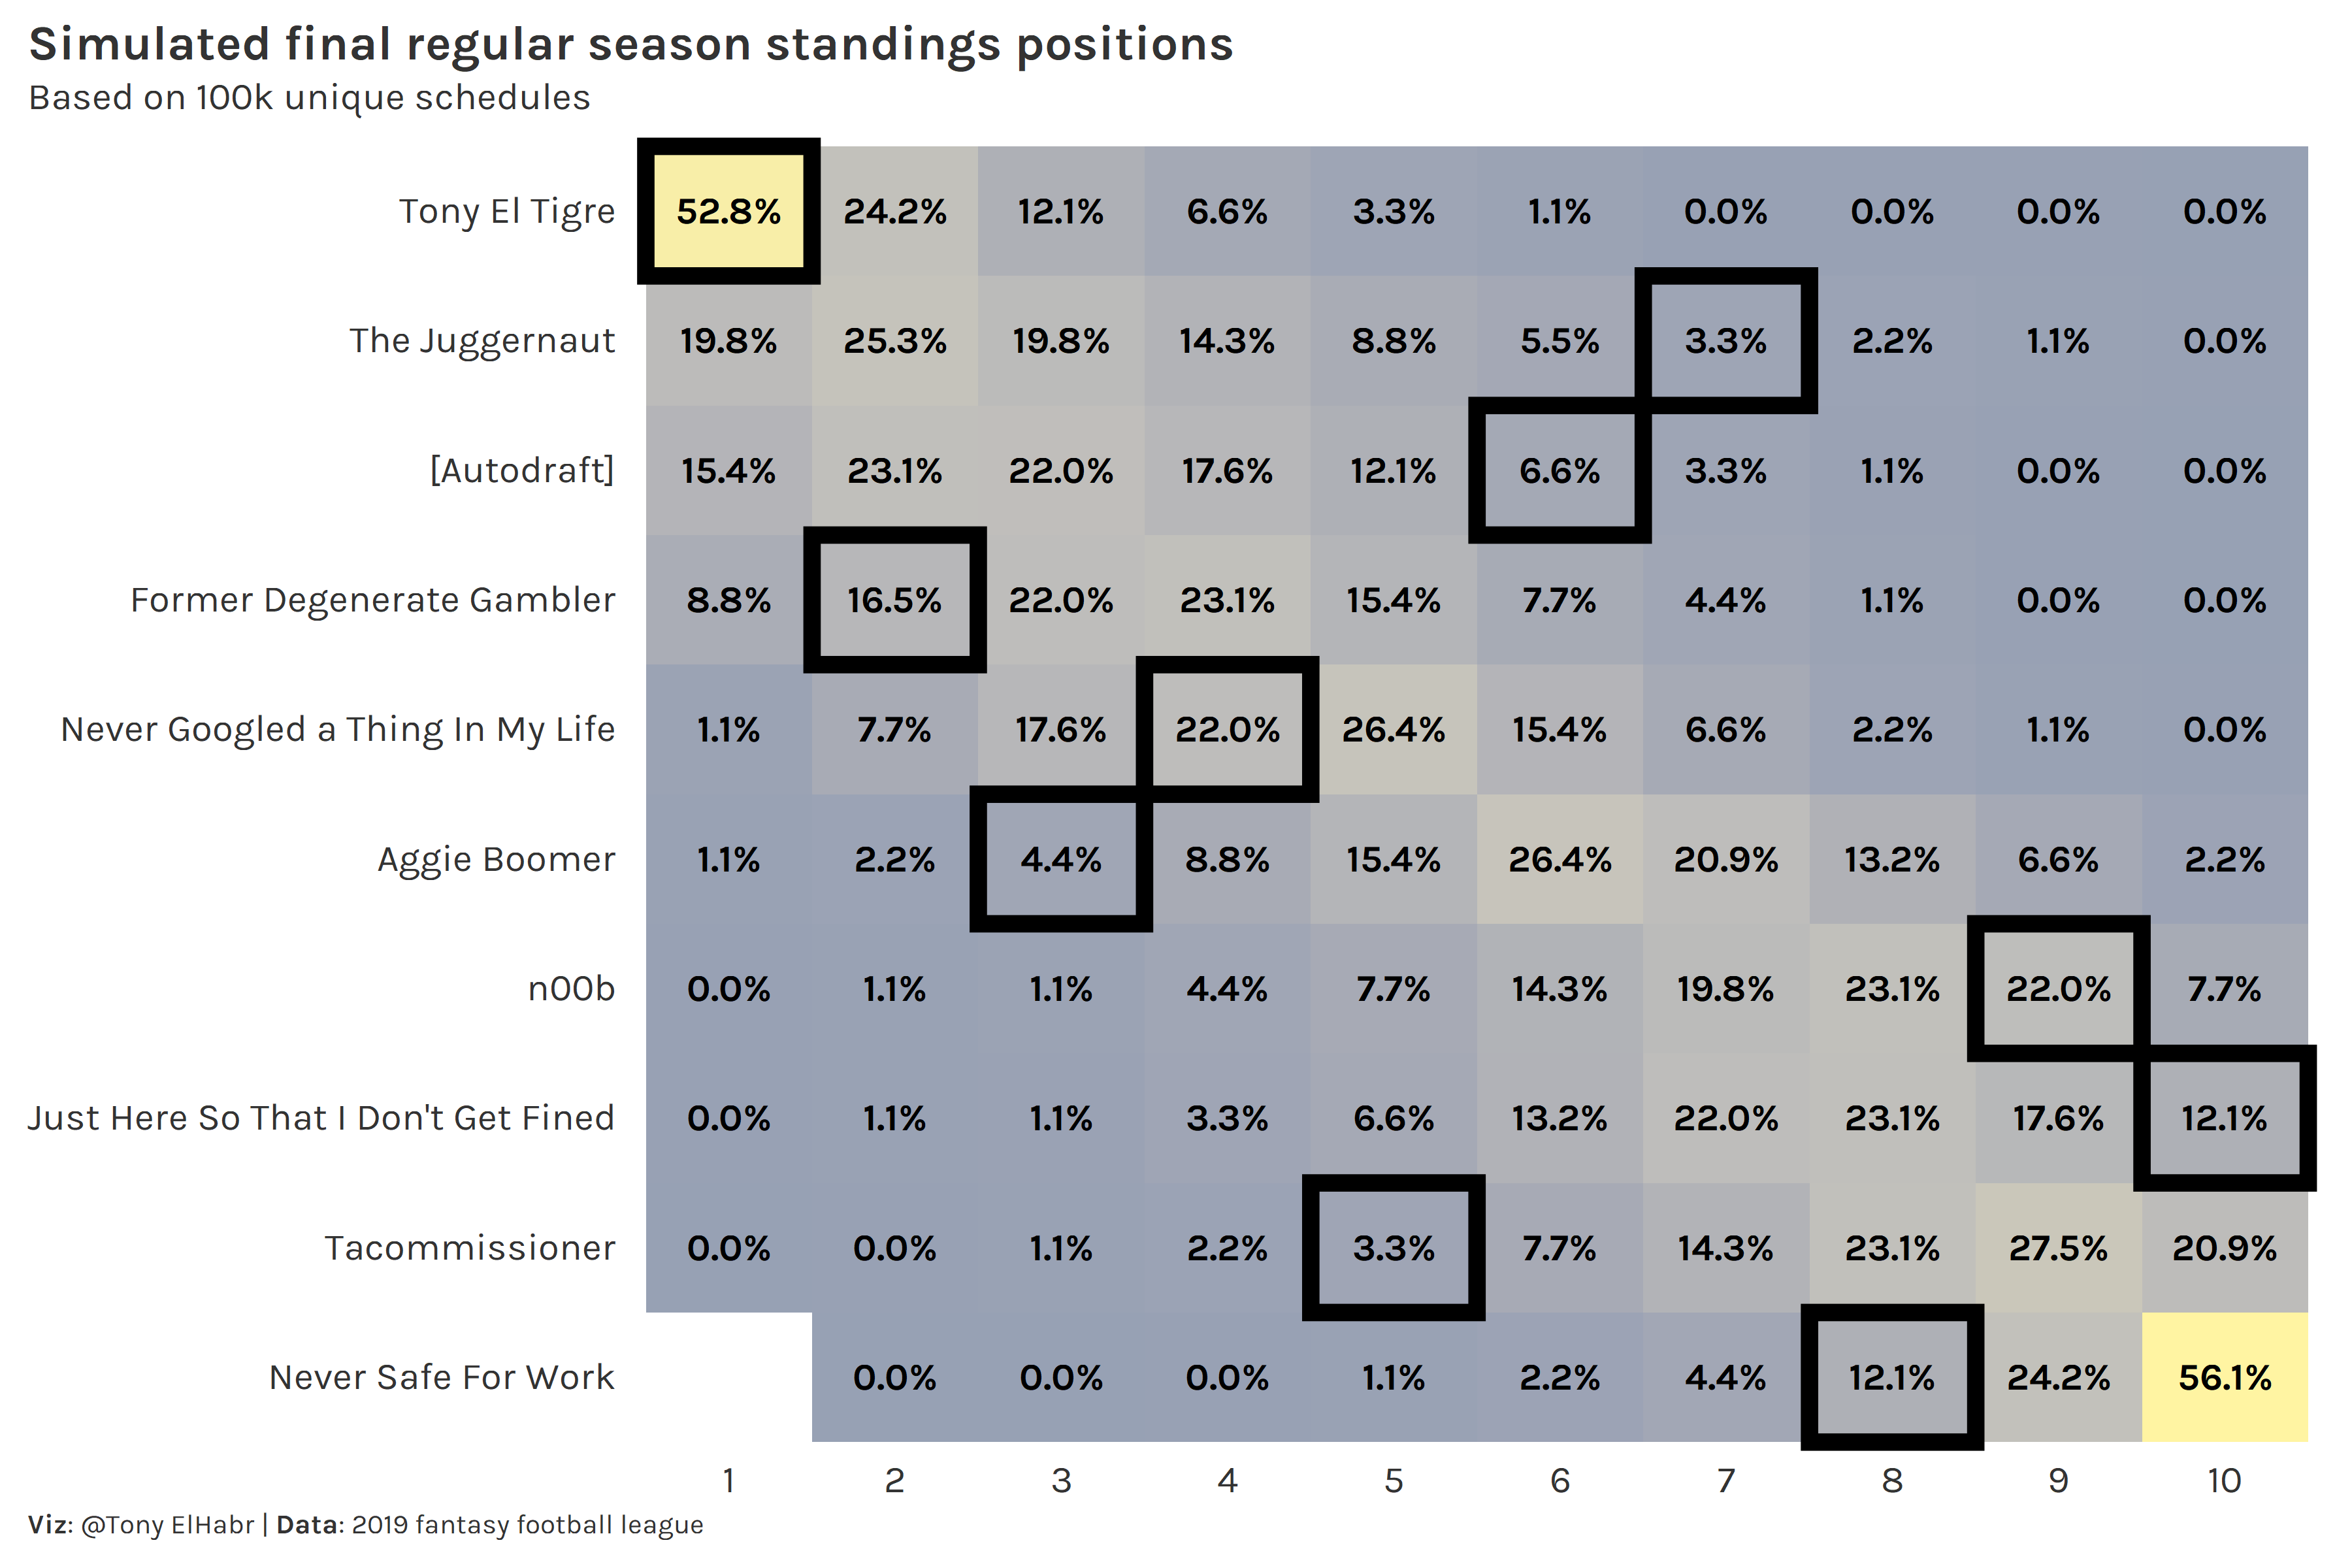 Simulated final regular season standings positions
Based on 100k unique schedules
Tony El Tigre 52.8% 24.2% 12.1% 6.6% 3.3% 1.1% 0.0% 0.0% 0.0% 0.0%
The Juggernaut 19.8% 25.3% 19.8% 14.3% 8.8% 5.5% 3.3% 2.2% 1.1% 0.0%
[Autodraft] 15.4% 23.1% 22.0% 17.6% 12.1% 6.6% 3.3% 1.1% 0.0% 0.0%
Former Degenerate Gambler 8.8% 16.5% 22.0% 23.1% 15.4% 7.7% 4.4% 1.1% 0.0% 0.0%
Never Googled a Thing In My Life 1.1% 7.7% 17.6% 22.0% 26.4% 15.4% 6.6% 2.2% 1.1% 0.0%
Aggie Boomer 1.1% 2.2% 4.4% 8.8% 15.4% 26.4% 20.9% 13.2% 6.6% 2.2%
n00b 0.0% 1.1% 1.1% 4.4% 7.7% 14.3% 19.8% 23.1% 22.0% 7.7%
Just Here So That I Don't Get Fined 0.0% 1.1% 1.1% 3.3% 6.6% 13.2% 22.0% 23.1% 17.6% 12.1%
Tacommissioner 0.0% 0.0% 1.1% 2.2% 3.3% 7.7% 14.3% 23.1% 27.5% 20.9%
Never Safe For Work 0.0% 0.0% 0.0% 1.1% 2.2% 4.4% 12.1% 24.2% 56.1%
1 2 3 4 5 6 7 8 9 10
Viz: @Tony ElHabr | Data: 2019 fantasy football league